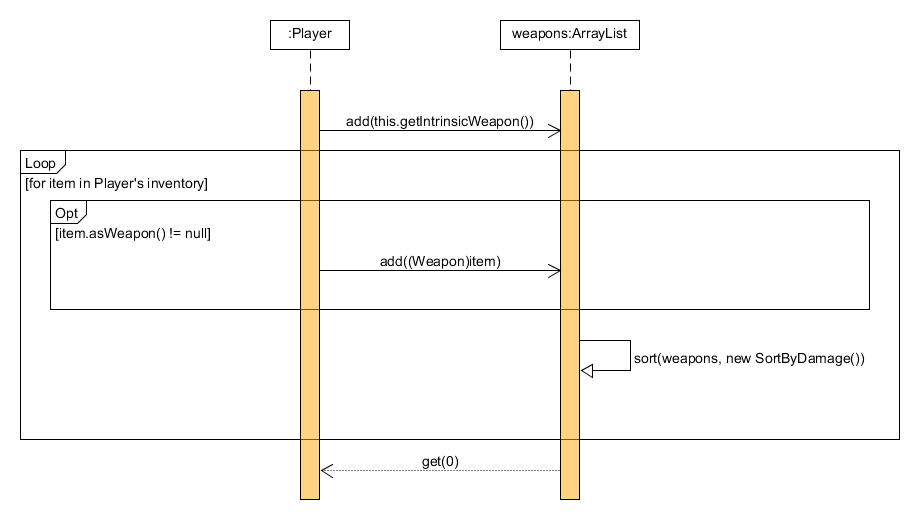 :Player
weapons:ArrayList
add(this.getIntrinsicWeapon())
Loop
[for item in Player's inventory]
Opt
[item.asWeapon() != null]
add((Weapon)item)
sort(weapons, new SortByDamage())
get(0)